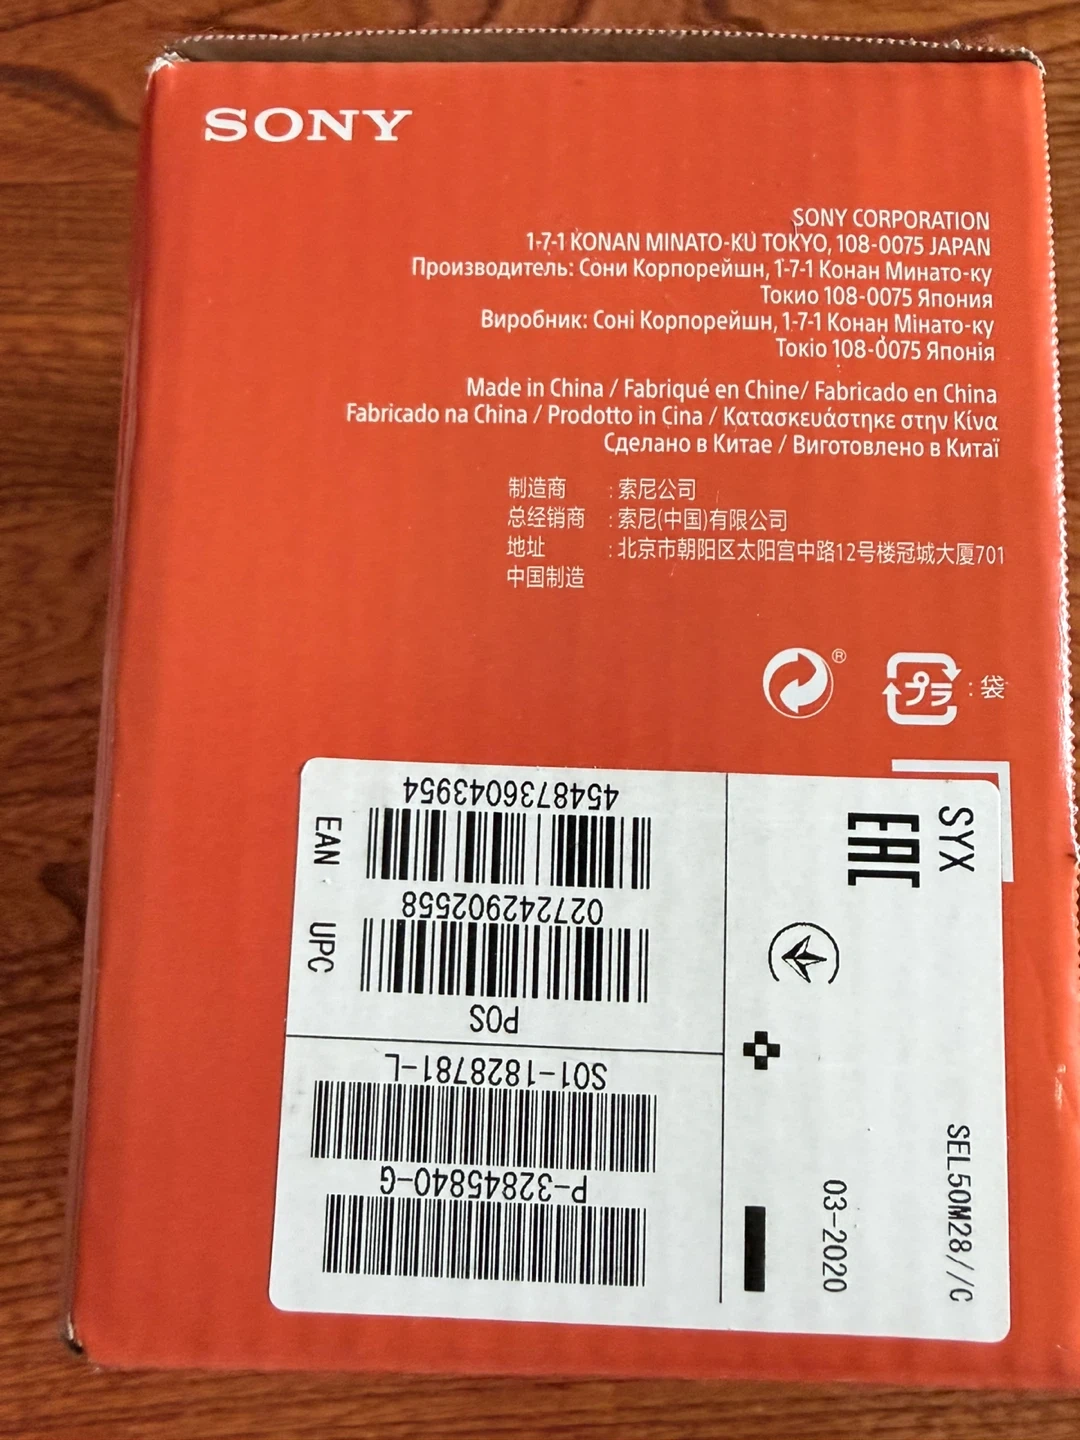 SONY
SONY CORPORATION
1-7-1 KONAN MINATO-KU TOKYO, 108-0075 JAPAN
Производитель: Сони Корпорейшн, 1-7-1 Конан Минато-ку
Токио 108-0075 Япония
Виробник: Соні Корпорейшн, 1-7-1 Конан Мінато-ку
Токіо 108-0075 Японія
Made in China / Fabriqué en Chine/ Fabricado en China
Fabricado na China / Prodotto in Cina / Κατασκευάστηκε στην Κίνα
Сделано в Китае / Виготовлено в Китаї
制造商 : 索尼公司
总经销商 : 索尼(中国)有限公司
地址 : 北京市朝阳区太阳宫中路12号楼冠城大厦701
中国制造
®
プラ : 袋
4548736043954
EAN
027242902558
UPC
POS
S01-1828781-L
P-32845840-G
SYX
EAC
03-2020
SEL50M28//C